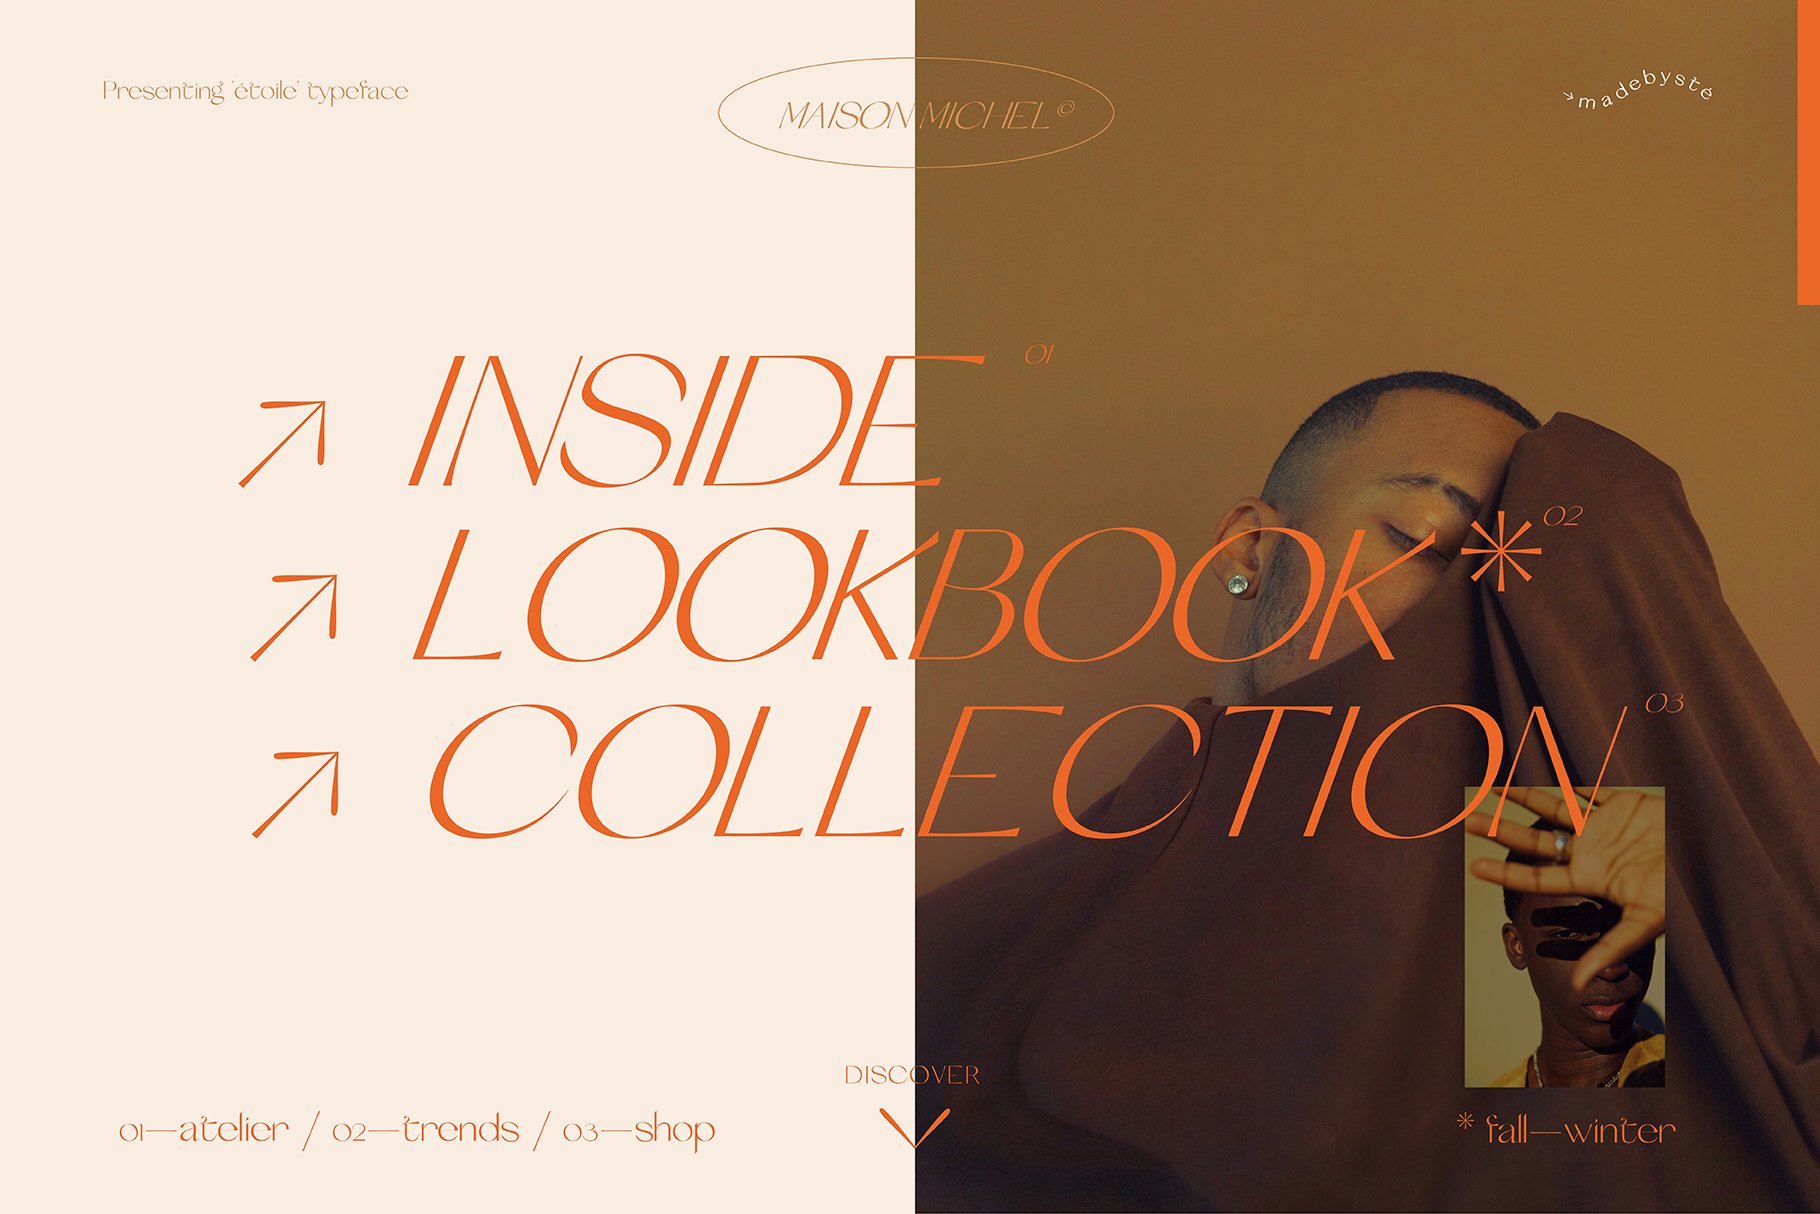 Presenting 'étoile' typeface
MAISON MICHEL©
madebysté
INSIDE 01
LOOKBOOK* 02
COLLECTION 03
DISCOVER
01—atelier / 02—trends / 03—shop
* fall—winter